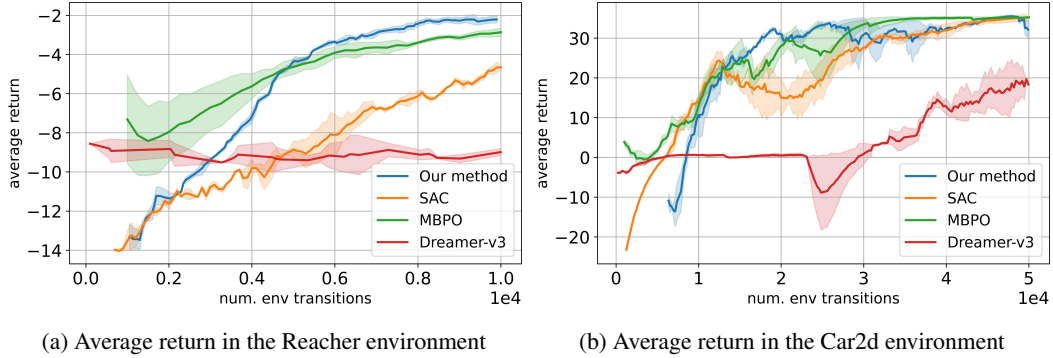 −2
−4
−6
−8
−10
−12
−14
average return
0.0 0.2 0.4 0.6 0.8 1.0
1e4
num. env transitions
Our method
SAC
MBPO
Dreamer-v3
(a) Average return in the Reacher environment
30
20
10
0
−10
−20
average return
0 1 2 3 4 5
1e4
num. env transitions
Our method
SAC
MBPO
Dreamer-v3
(b) Average return in the Car2d environment